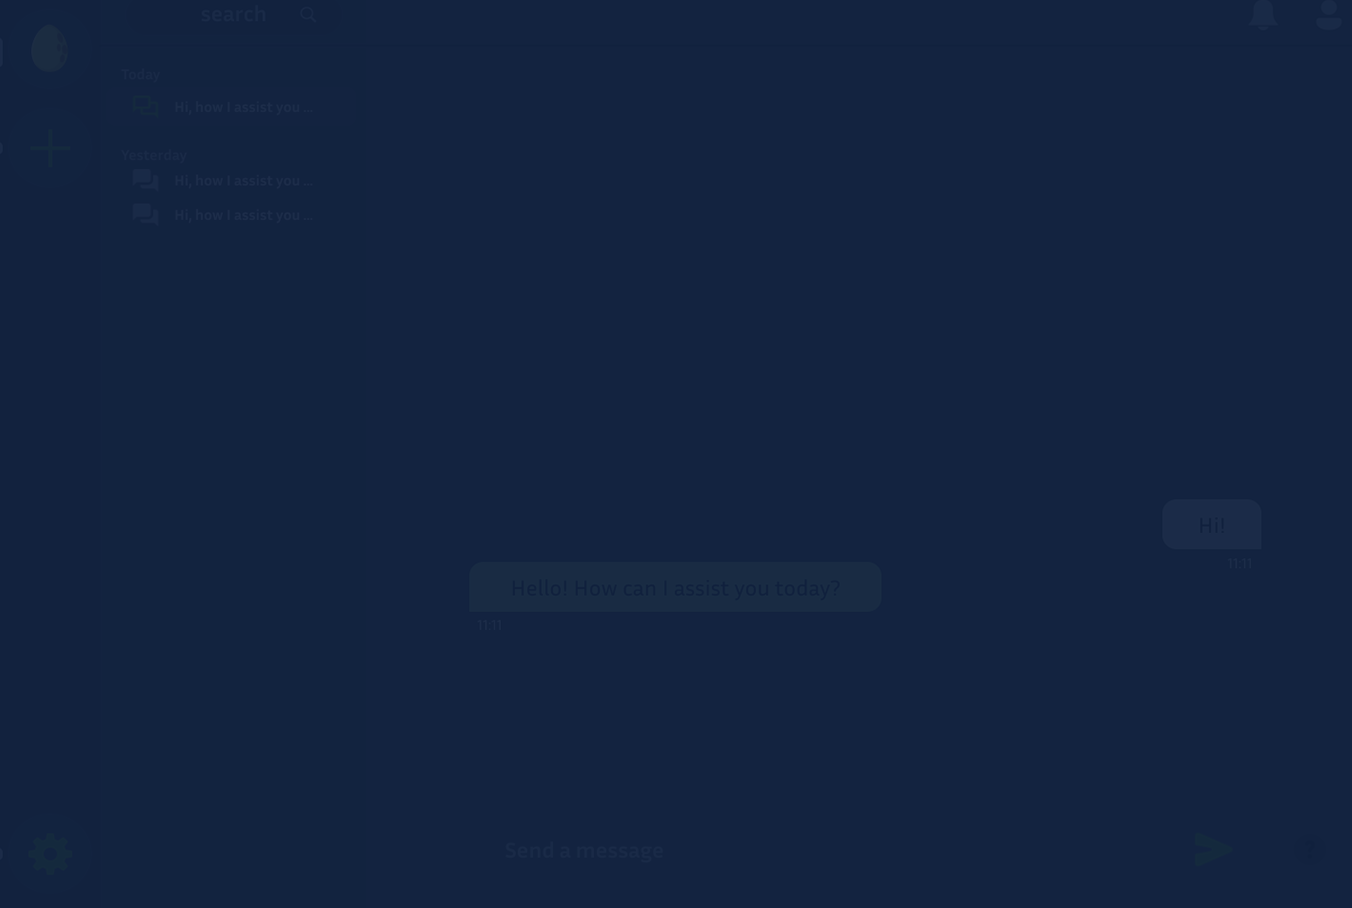 search
Today
Hi, how I assist you ...
Yesterday
Hi, how I assist you ...
Hi, how I assist you ...
Hi!
11:11
Hello! How can I assist you today?
11:11
Send a message